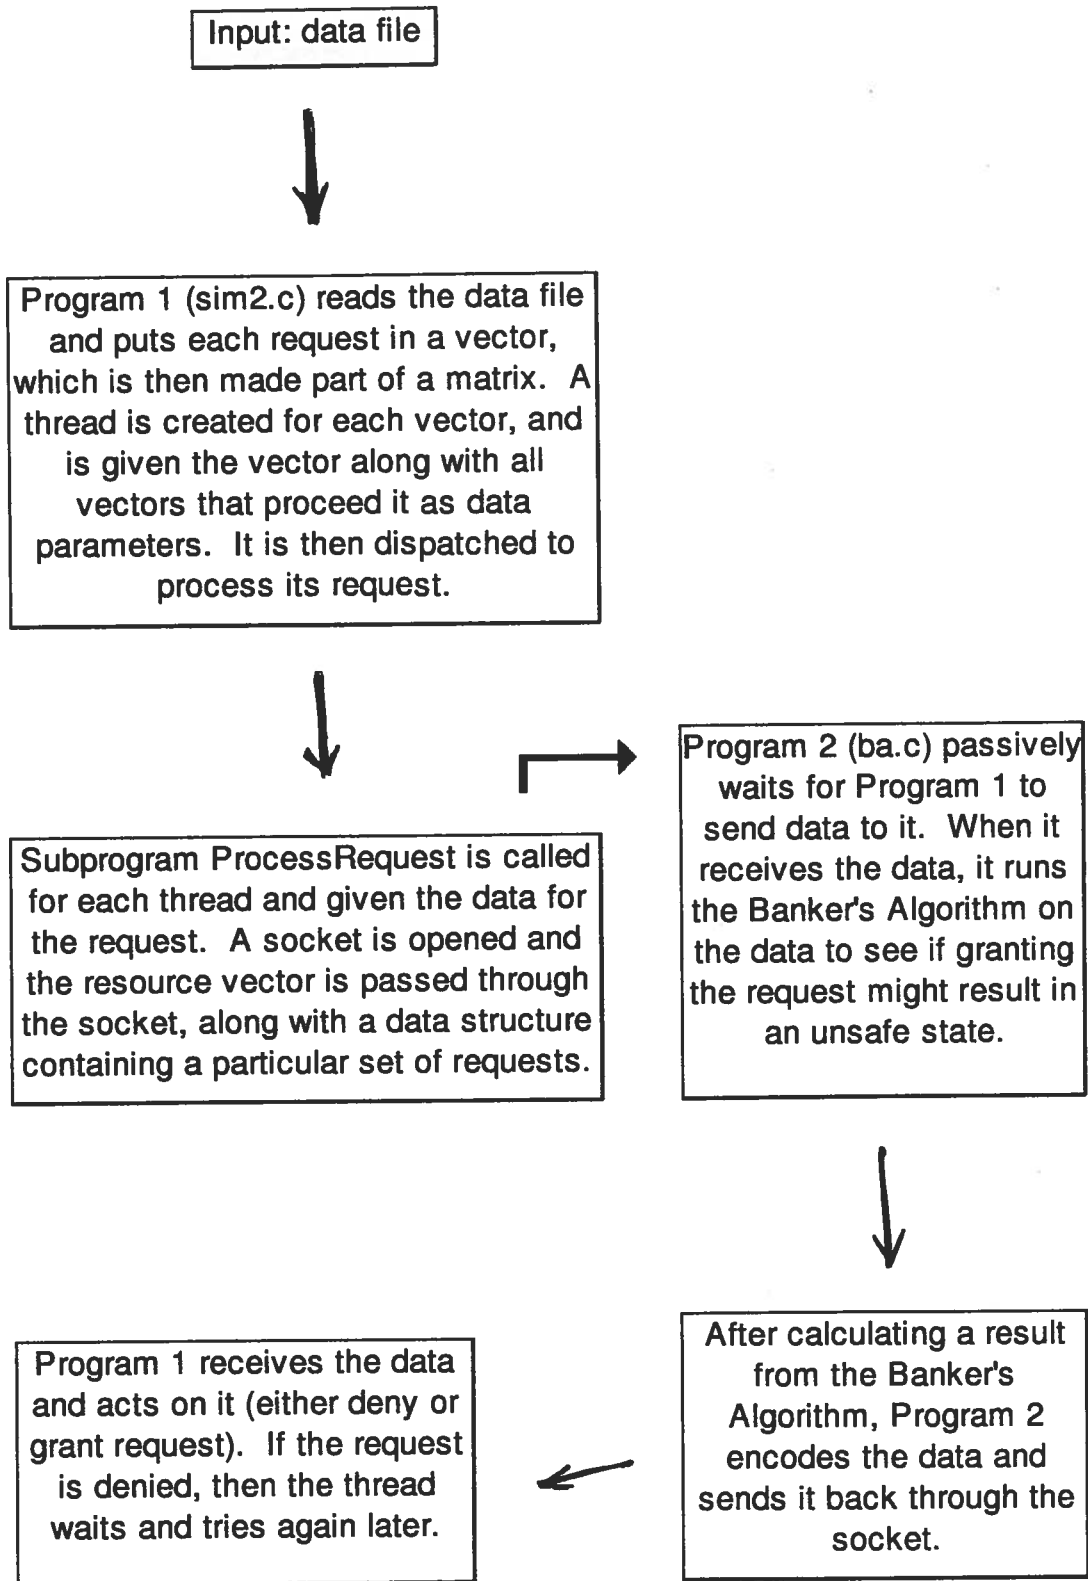 Input: data file
Program 1 (sim2.c) reads the data file
and puts each request in a vector,
which is then made part of a matrix.  A
thread is created for each vector, and
is given the vector along with all
vectors that proceed it as data
parameters.  It is then dispatched to
process its request.
Subprogram ProcessRequest is called
for each thread and given the data for
the request.  A socket is opened and
the resource vector is passed through
the socket, along with a data structure
containing a particular set of requests.
Program 2 (ba.c) passively
waits for Program 1 to
send data to it.  When it
receives the data, it runs
the Banker's Algorithm on
the data to see if granting
the request might result in
an unsafe state.
After calculating a result
from the Banker's
Algorithm, Program 2
encodes the data and
sends it back through the
socket.
Program 1 receives the data
and acts on it (either deny or
grant request).  If the request
is denied, then the thread
waits and tries again later.